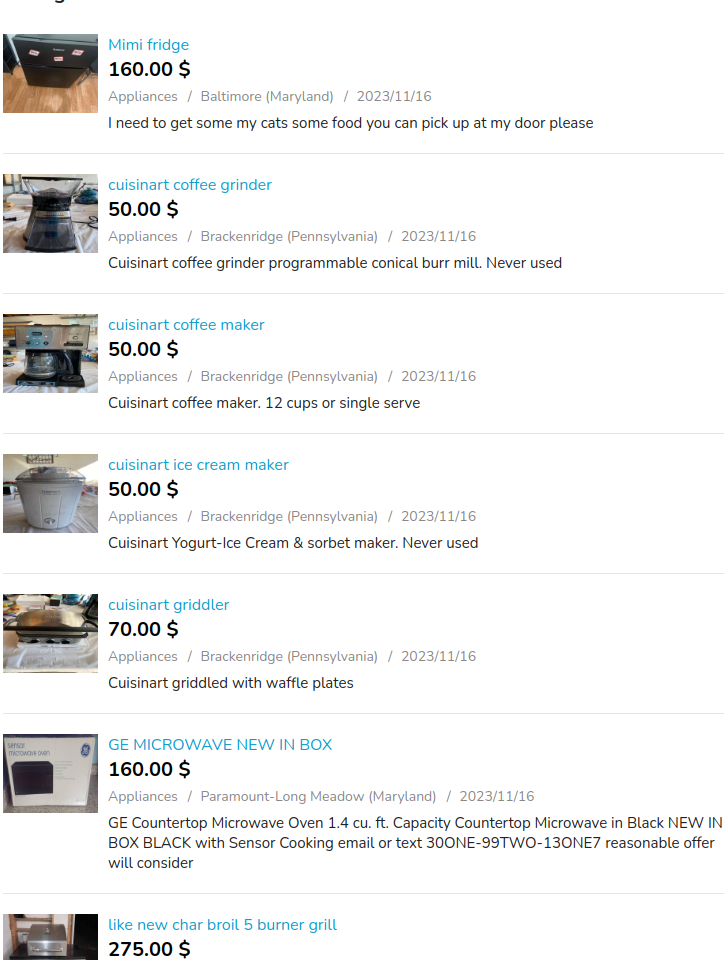 Mimi fridge
160.00 $
Appliances / Baltimore (Maryland) / 2023/11/16
I need to get some my cats some food you can pick up at my door please
cuisinart coffee grinder
50.00 $
Appliances / Brackenridge (Pennsylvania) / 2023/11/16
Cuisinart coffee grinder programmable conical burr mill. Never used
cuisinart coffee maker
50.00 $
Appliances / Brackenridge (Pennsylvania) / 2023/11/16
Cuisinart coffee maker. 12 cups or single serve
cuisinart ice cream maker
50.00 $
Appliances / Brackenridge (Pennsylvania) / 2023/11/16
Cuisinart Yogurt-Ice Cream & sorbet maker. Never used
cuisinart griddler
70.00 $
Appliances / Brackenridge (Pennsylvania) / 2023/11/16
Cuisinart griddled with waffle plates
sensor
microwave oven
GE MICROWAVE NEW IN BOX
160.00 $
Appliances / Paramount-Long Meadow (Maryland) / 2023/11/16
GE Countertop Microwave Oven 1.4 cu. ft. Capacity Countertop Microwave in Black NEW IN
BOX BLACK with Sensor Cooking email or text 30ONE-99TWO-13ONE7 reasonable offer
will consider
like new char broil 5 burner grill
275.00 $